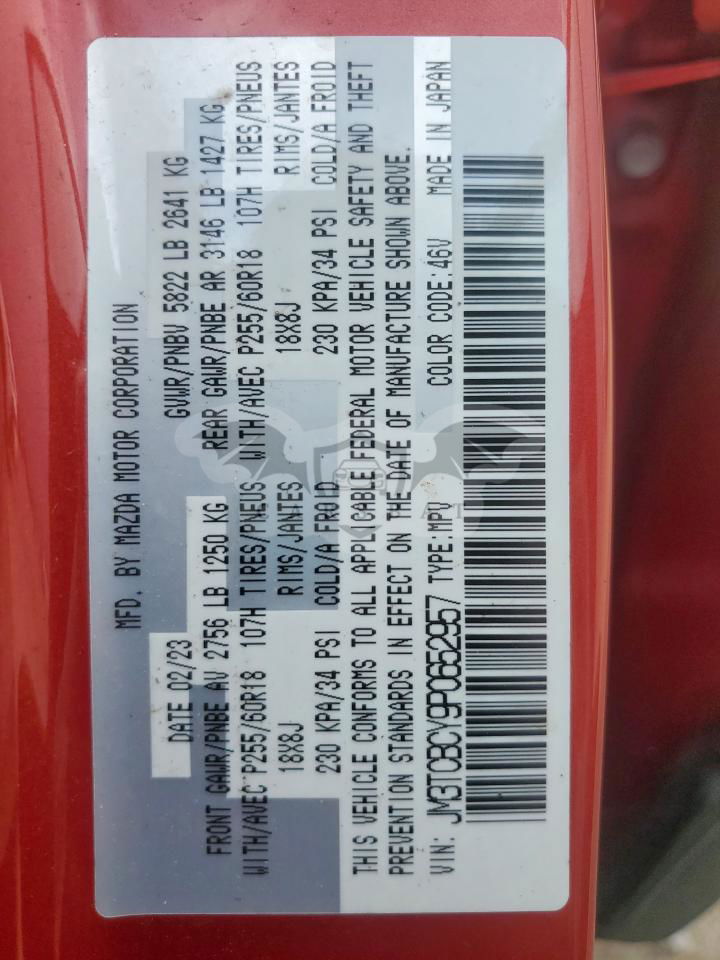 MFD. BY MAZDA MOTOR CORPORATION
DATE 02/23 GVWR/PNBV 5822 LB 2641 KG
FRONT GAWR/PNBE AV 2756 LB 1250 KG REAR GAWR/PNBE AR 3146 LB 1427 KG
WITH/AVEC P255/60R18 107H TIRES/PNEUS WITH/AVEC P255/60R18 107H TIRES/PNEUS
18X8J RIMS/JANTES 18X8J RIMS/JANTES
230 KPA/34 PSI COLD/A FROID 230 KPA/34 PSI COLD/A FROID
THIS VEHICLE CONFORMS TO ALL APPLICABLE FEDERAL MOTOR VEHICLE SAFETY AND THEFT
PREVENTION STANDARDS IN EFFECT ON THE DATE OF MANUFACTURE SHOWN ABOVE.
VIN: JM3TCBCY9P0652957 TYPE:MPV COLOR CODE:46V MADE IN JAPAN